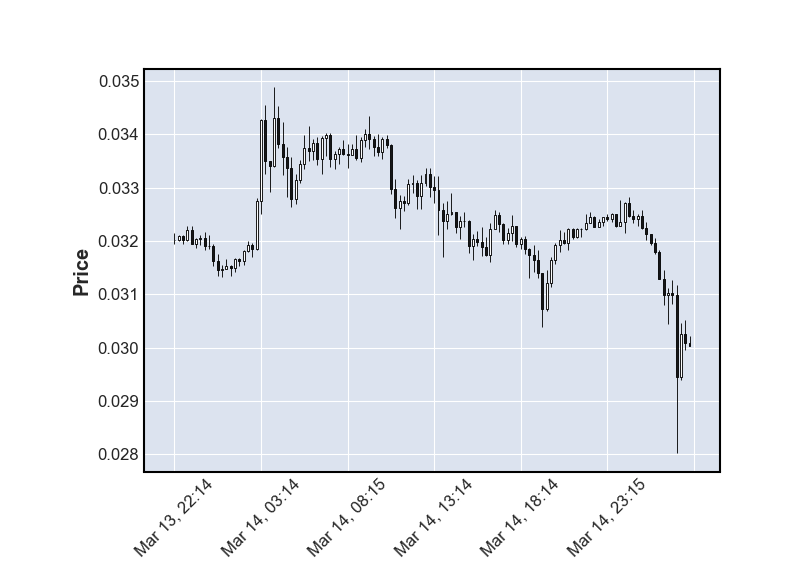 Price
0.035
0.034
0.033
0.032
0.031
0.030
0.029
0.028
Mar 13, 22:14
Mar 14, 03:14
Mar 14, 08:15
Mar 14, 13:14
Mar 14, 18:14
Mar 14, 23:15